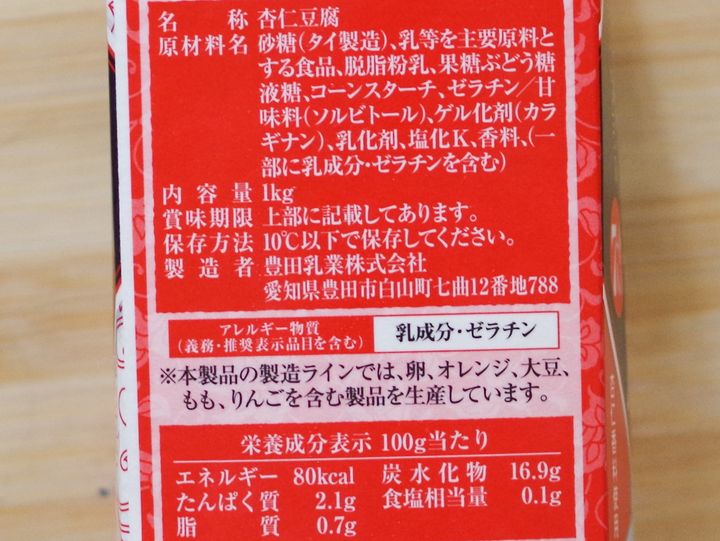 名称 杏仁豆腐
原材料名 砂糖(タイ製造)、乳等を主要原料と
する食品、脱脂粉乳、果糖ぶどう糖
液糖、コーンスターチ、ゼラチン／甘
味料(ソルビトール)、ゲル化剤(カラ
ギナン)、乳化剤、塩化K、香料、(一
部に乳成分・ゼラチンを含む)
内容量 1kg
賞味期限 上部に記載してあります。
保存方法 10℃以下で保存してください。
製造者 豊田乳業株式会社
愛知県豊田市白山町七曲12番地788
アレルギー物質
(義務・推奨表示品目を含む)
乳成分・ゼラチン
※本製品の製造ラインでは、卵、オレンジ、大豆、
もも、りんごを含む製品を生産しています。
栄養成分表示 100g当たり
エネルギー 80kcal 炭水化物 16.9g
たんぱく質 2.1g 食塩相当量 0.1g
脂質 0.7g